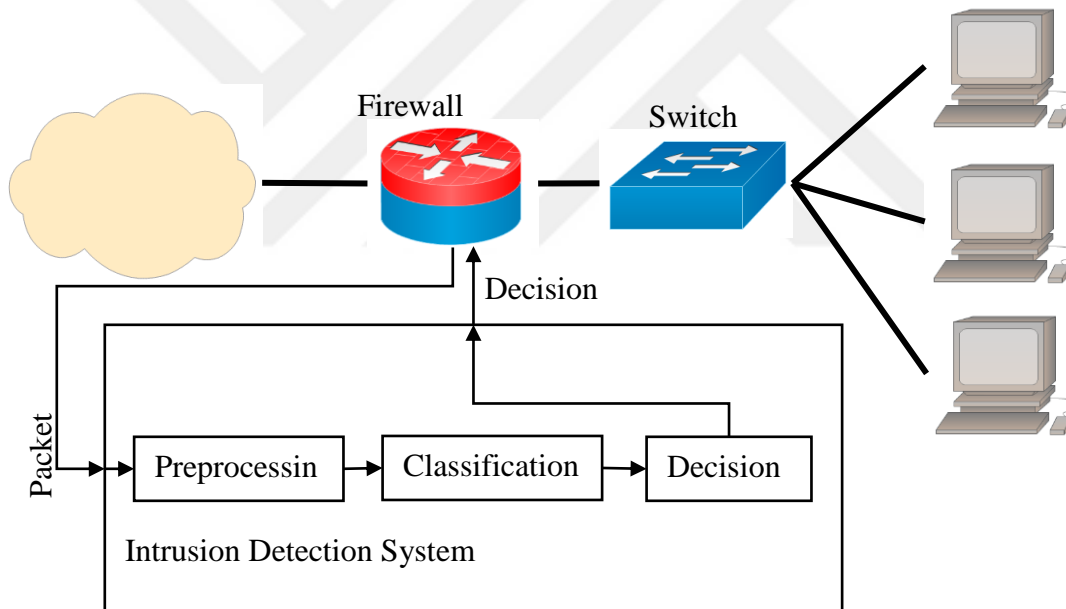 Firewall
Switch
Decision
Packet
Preprocessin
Classification
Decision
Intrusion Detection System